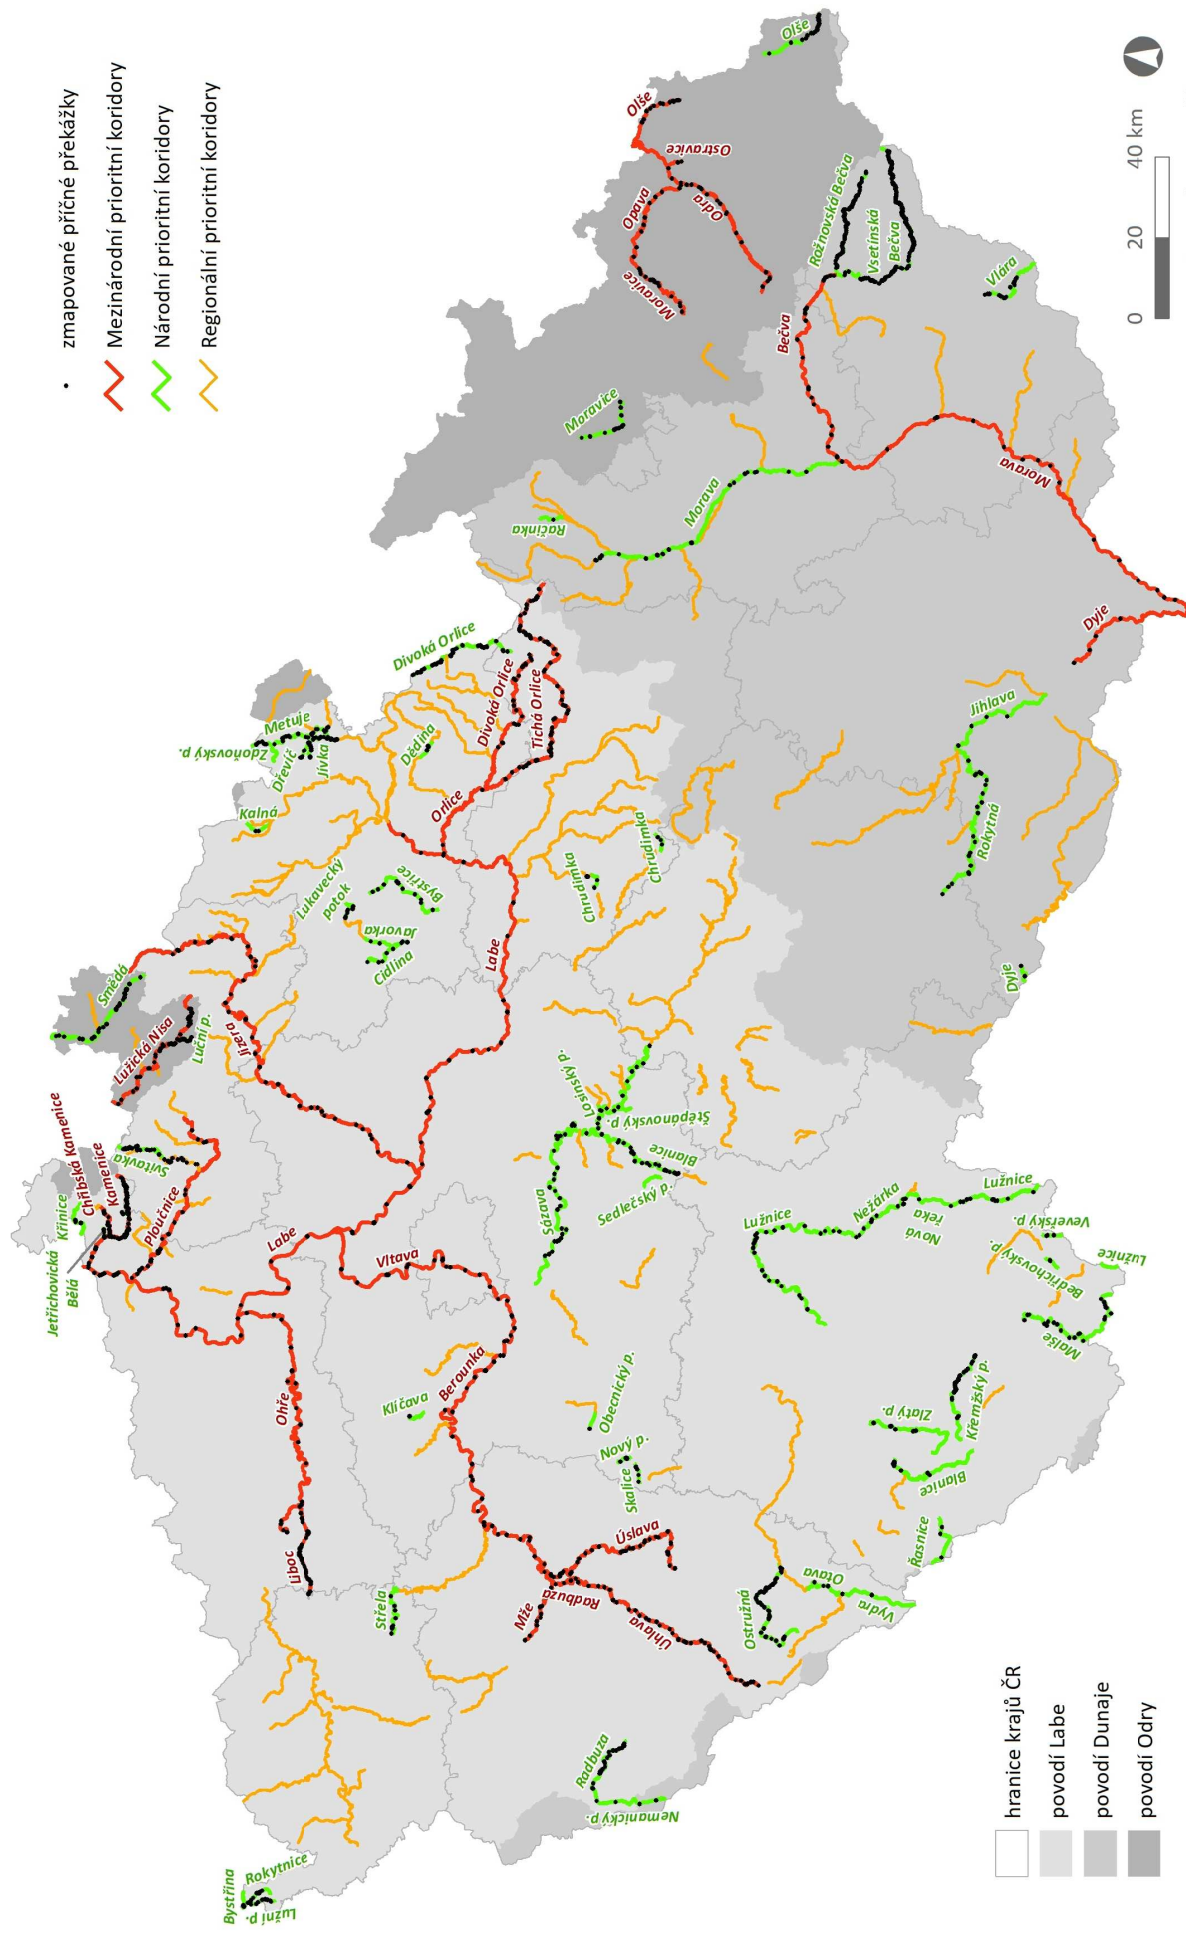 zmapované příčné překážky
Mezinárodní prioritní koridory
Národní prioritní koridory
Regionální prioritní koridory
0 20 40 km
hranice krajů ČR
povodí Labe
povodí Dunaje
povodí Odry
Bystřina
Rokytnice
Lužní p.
Radbuza
Nemanický p.
Střela
Liboc
Ohře
Mže
Radbuza
Úhlava
Úslava
Ostružná
Otava
Vydra
Řasnice
Blanice
Zlatý p.
Křemžský p.
Skalice
Nový p.
Obecnický p.
Klíčava
Berounka
Vltava
Labe
Jetřichovická
Bělá
Křinice
Chřibská Kamenice
Kamenice
Ploučnice
Svitavka
Lužická Nisa
Luční p.
Smědá
Jizera
Labe
Sázava
Sedlečský p.
Blanice
Štěpánovský p.
Losinský p.
Lužnice
Nežárka
Nová
řeka
Lužnice
Veveřský p.
Bedřichovský p.
Lužnice
Malše
Cidlina
Javorka
Lukavecký
potok
Bystřice
Kalná
Zdoňovský p.
Metuje
Dřevíč
Jívka
Dědina
Orlice
Divoká Orlice
Divoká Orlice
Tichá Orlice
Chrudimka
Chrudimka
Dyje
Rokytná
Jihlava
Dyje
Morava
Morava
Račinka
Moravice
Bečva
Rožnovská Bečva
Vsetínská
Bečva
Vlára
Moravice
Opava
Odra
Ostravice
Olše
Olše